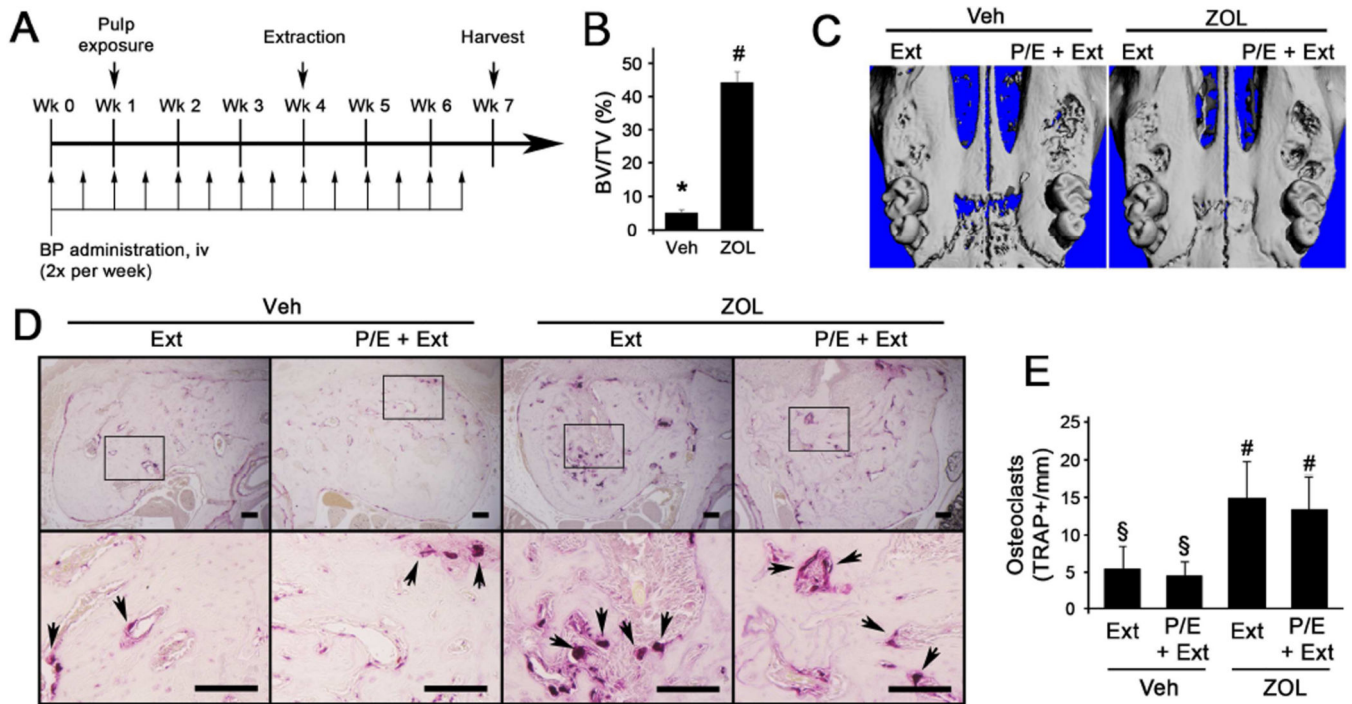 A
Pulp
exposure
Extraction
Harvest
Wk 0 Wk 1 Wk 2 Wk 3 Wk 4 Wk 5 Wk 6 Wk 7
BP administration, iv
(2x per week)
B
BV/TV (%)
50
40
30
20
10
0
*
#
Veh ZOL
C
Veh ZOL
Ext P/E + Ext Ext P/E + Ext
D
Veh ZOL
Ext P/E + Ext Ext P/E + Ext
E
Osteoclasts
(TRAP+/mm)
25
20
15
10
5
0
§ § # #
Ext P/E + Ext Ext P/E + Ext
Veh ZOL